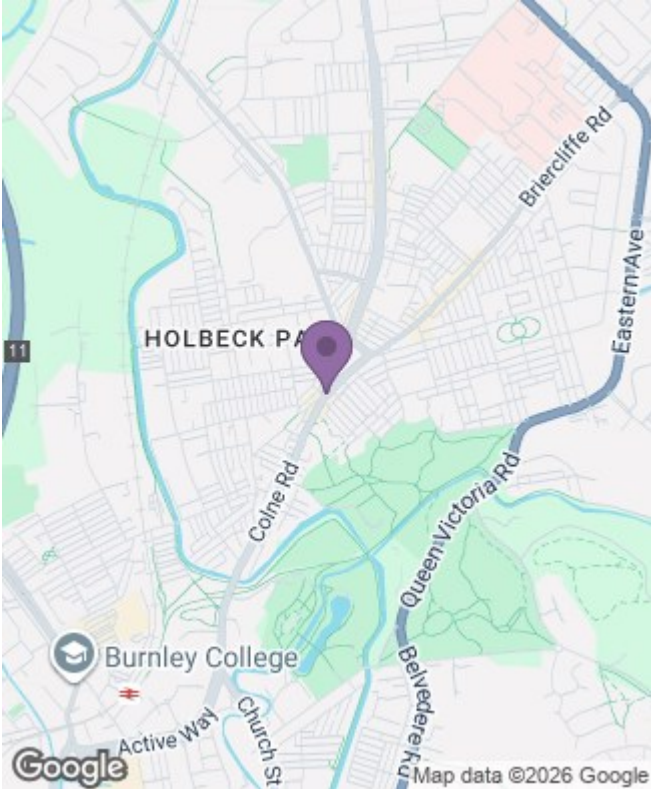 Briercliffe Rd
Eastern Ave
11
HOLBECK PA
Colne Rd
Queen Victoria Rd
Burnley College
Belvedere Rd
Church St
Active Way
Google
Map data ©2026 Google